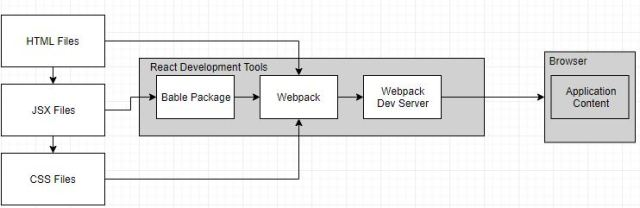 HTML Files
React Development Tools
Browser
JSX Files
Bable Package
Webpack
Webpack
Dev Server
Application
Content
CSS Files